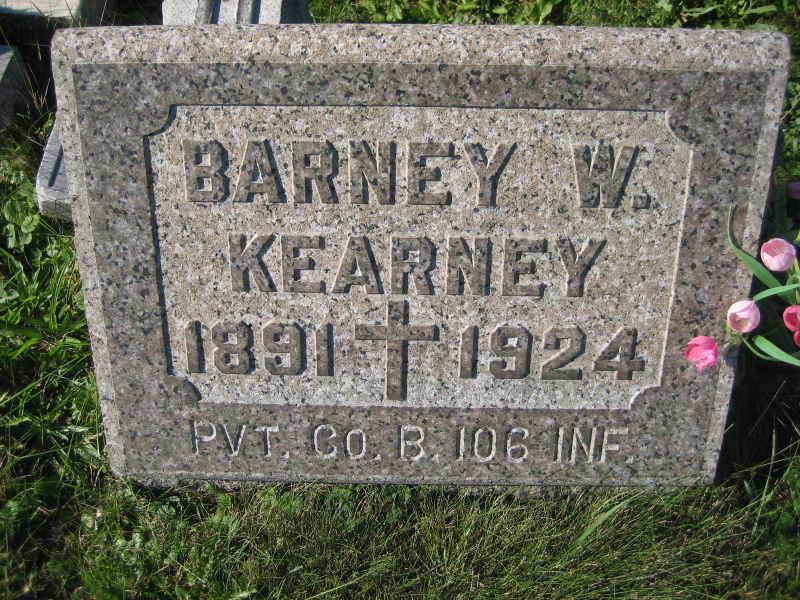 BARNEY W.
KEARNEY
1891 1924
PVT. CO. B. 106 INF.